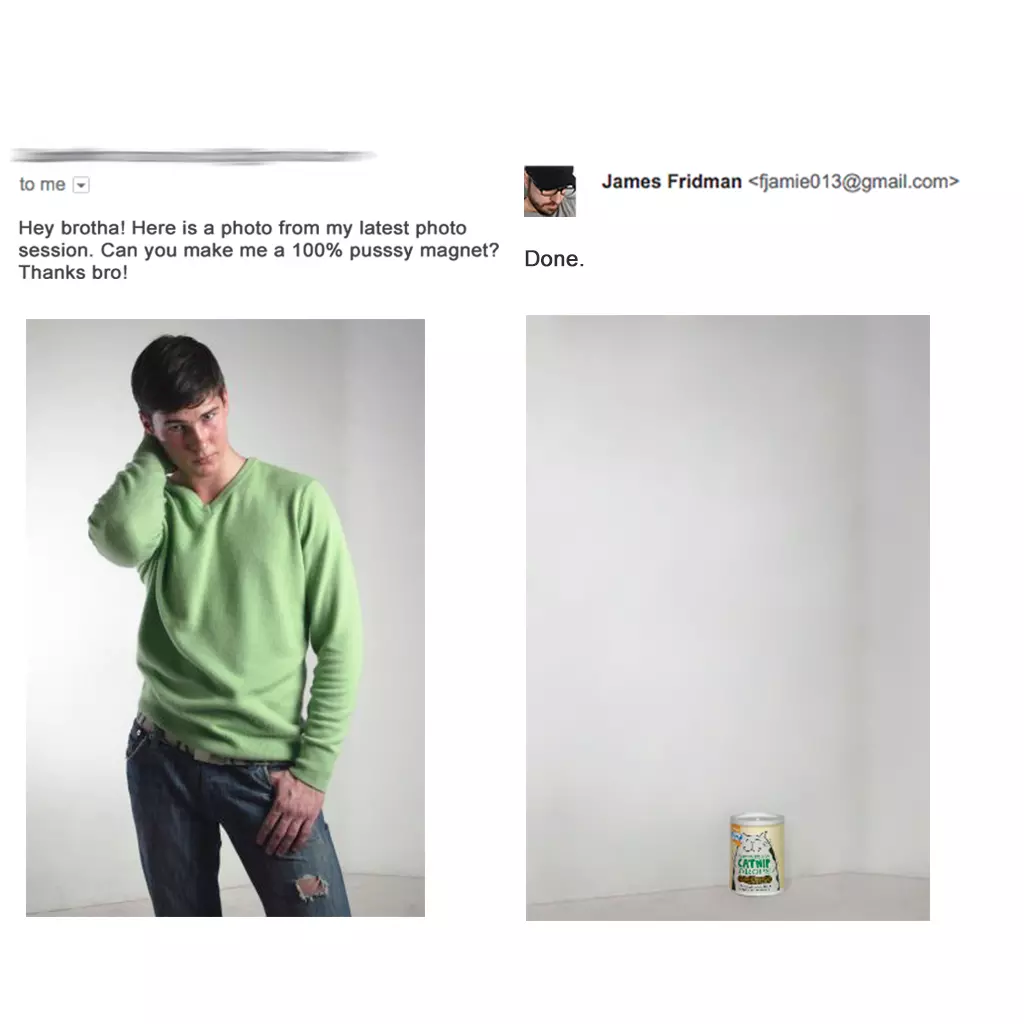 to me
Hey brotha! Here is a photo from my latest photo
session. Can you make me a 100% pusssy magnet?
Thanks bro!
James Fridman <fjamie013@gmail.com>
Done.
CATNIP